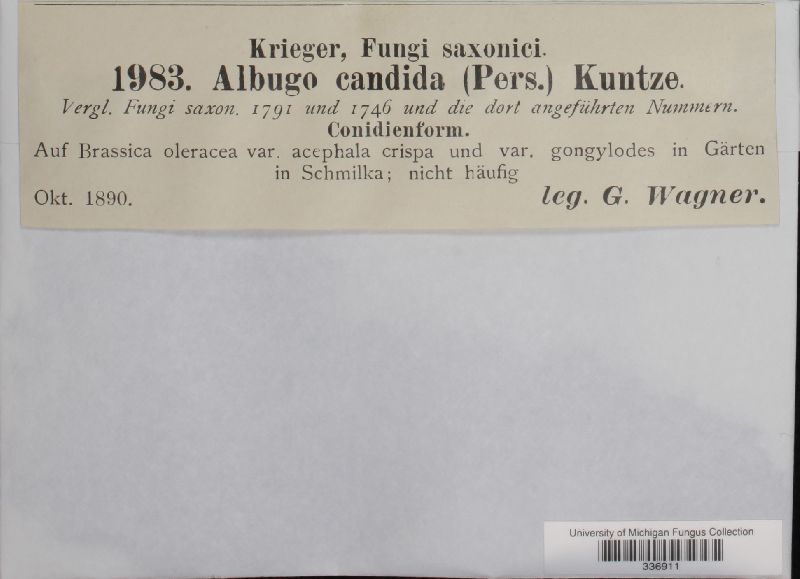 Krieger, Fungi saxonici.
1983. Albugo candida (Pers.) Kuntze.
Vergl. Fungi saxon. 1791 und 1746 und die dort angeführten Nummern.
Conidienform.
Auf Brassica oleracea var. acephala crispa und var. gongylodes in Gärten
in Schmilka; nicht häufig
Okt. 1890.
leg. G. Wagner.
University of Michigan Fungus Collection
336911